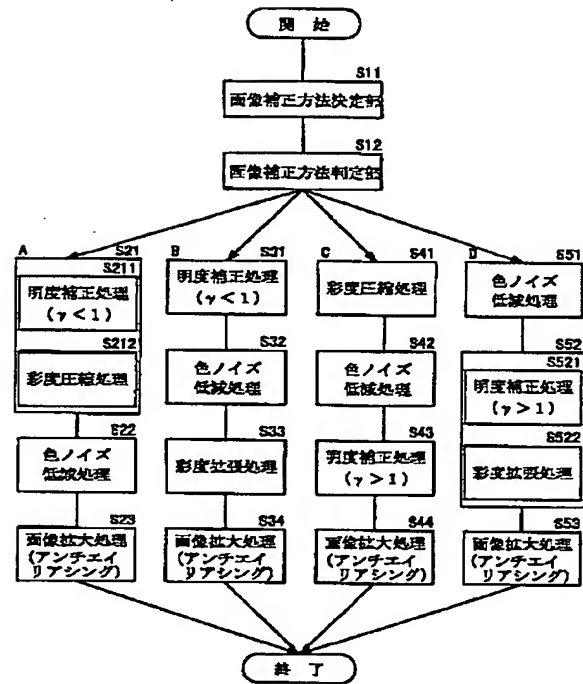 開 始
S11
画像補正方法決定部
S12
画像補正方法判定部
A
S21
S211
明度補正処理
(γ<1)
S212
彩度圧縮処理
S22
色ノイズ
低減処理
S23
画像拡大処理
(アンチエイ
リアシング)
B
S31
明度補正処理
(γ<1)
S32
色ノイズ
低減処理
S33
彩度拡張処理
S34
画像拡大処理
(アンチエイ
リアシング)
C
S41
彩度圧縮処理
S42
色ノイズ
低減処理
S43
明度補正処理
(γ>1)
S44
画像拡大処理
(アンチエイ
リアシング)
D
S51
色ノイズ
低減処理
S52
S521
明度補正処理
(γ>1)
S522
彩度拡張処理
S53
画像拡大処理
(アンチエイ
リアシング)
終 了